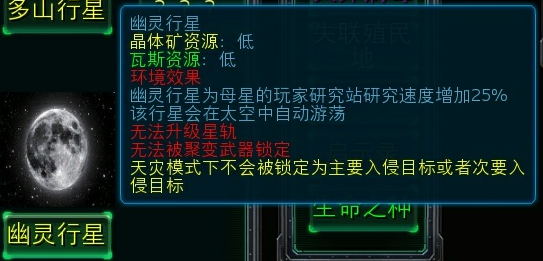 多山行星
幽灵行星
晶体矿资源：低
瓦斯资源：低
环境效果
幽灵行星为母星的玩家研究站研究速度增加25%
该行星会在太空中自动游荡
无法升级星轨
无法被聚变武器锁定
天灾模式下不会被锁定为主要入侵目标或者次要入
侵目标
失联殖民
地
幽灵行星
生命之种